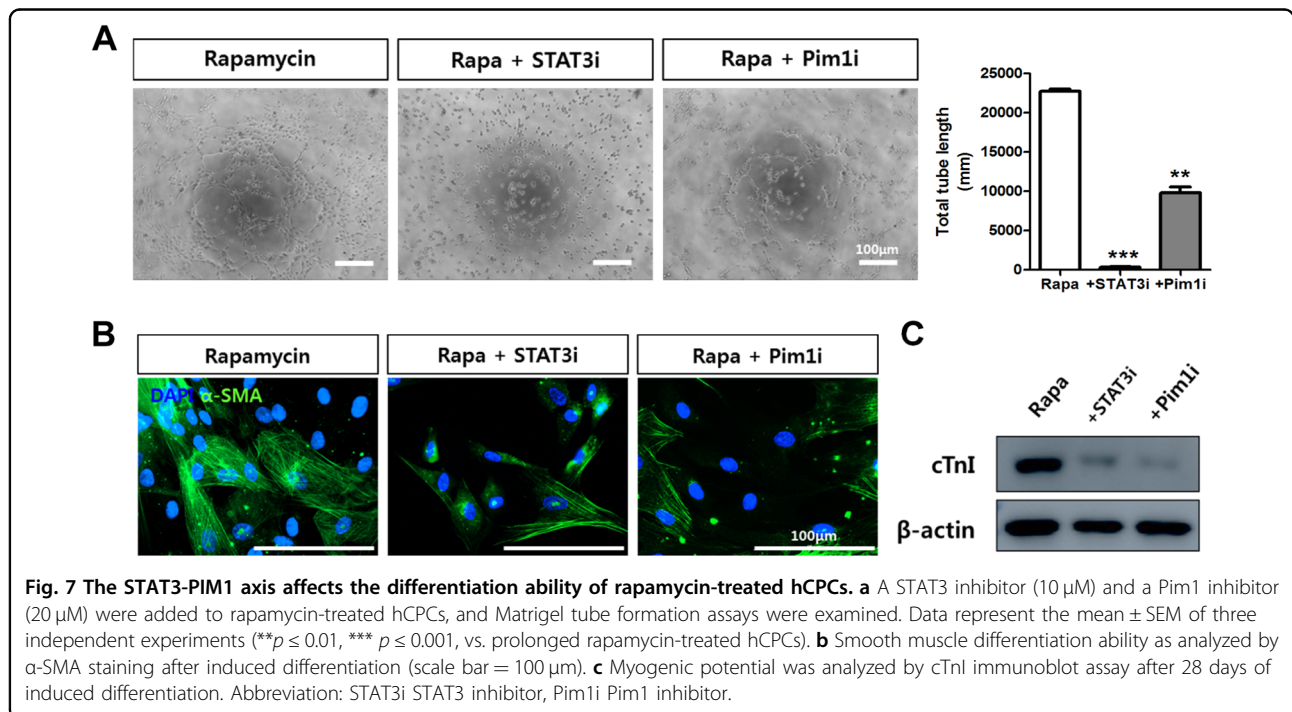 A
Rapamycin
Rapa + STAT3i
Rapa + Pim1i
100μm
Total tube length
(mm)
25000
20000
15000
10000
5000
0
***
**
Rapa +STAT3i +Pim1i
B
Rapamycin
Rapa + STAT3i
Rapa + Pim1i
DAPI α-SMA
100μm
C
Rapa
+STAT3i
+Pim1i
cTnI
β-actin
Fig. 7 The STAT3-PIM1 axis affects the differentiation ability of rapamycin-treated hCPCs. a A STAT3 inhibitor (10 μM) and a Pim1 inhibitor
(20 μM) were added to rapamycin-treated hCPCs, and Matrigel tube formation assays were examined. Data represent the mean ± SEM of three
independent experiments (**p ≤ 0.01, *** p ≤ 0.001, vs. prolonged rapamycin-treated hCPCs). b Smooth muscle differentiation ability as analyzed by
α-SMA staining after induced differentiation (scale bar = 100 μm). c Myogenic potential was analyzed by cTnI immunoblot assay after 28 days of
induced differentiation. Abbreviation: STAT3i STAT3 inhibitor, Pim1i Pim1 inhibitor.